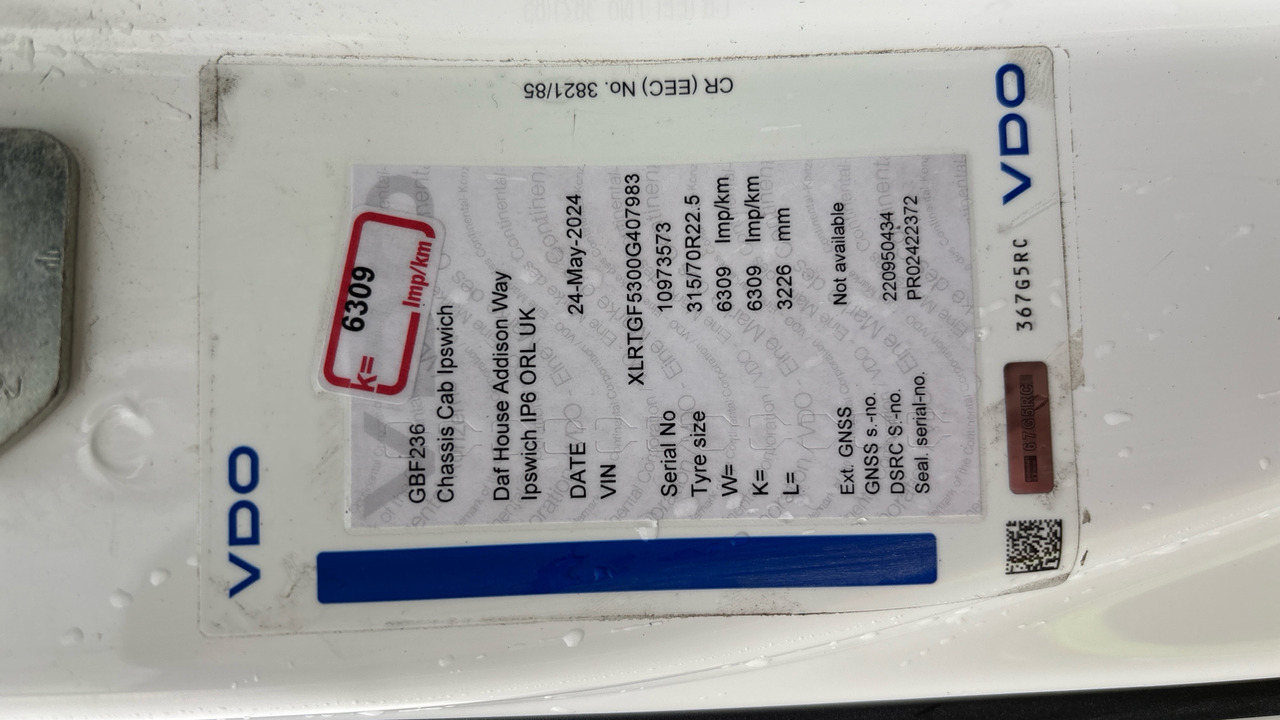 VDO
k= 6309 Imp/km
GBF236
Chassis Cab Ipswich
Daf House Addison Way
Ipswich IP6 ORL UK
DATE 24-May-2024
VIN
XLRTGF5300G407983
Serial No 10973573
Tyre size 315/70R22.5
W= 6309 Imp/km
K= 6309 Imp/km
L= 3226 mm
Ext. GNSS Not available
GNSS s.-no.
DSRC S.-no. 220950434
Seal. serial-no. PR02422372
367G5RC
VDO
CR (EEC) No. 3821/85